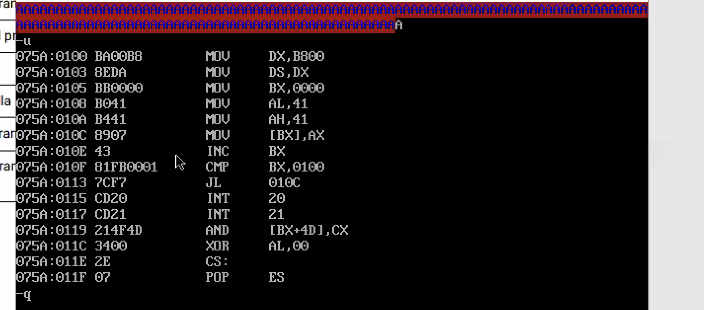 AAAAAAAAAAAAAAAAAAAAAAAAAAAAAAAAAAAAAAAAAAAAAAAAAAAAAAAAAAAAAAAAAAAAAAAAAAAAAAAA
AAAAAAAAAAAAAAAAAAAAAAAAAAAAAAAAAAAAAAAAAAAAAAAAA
-u
075A:0100 BA00B8 MOV DX,B800
075A:0103 8EDA MOV DS,DX
075A:0105 BB0000 MOV BX,0000
075A:0108 B041 MOV AL,41
075A:010A B441 MOV AH,41
075A:010C 8907 MOV [BX],AX
075A:010E 43 INC BX
075A:010F 81FB0001 CMP BX,0100
075A:0113 7CF7 JL 010C
075A:0115 CD20 INT 20
075A:0117 CD21 INT 21
075A:0119 214F4D AND [BX+4D],CX
075A:011C 3400 XOR AL,00
075A:011E 2E CS:
075A:011F 07 POP ES
-q